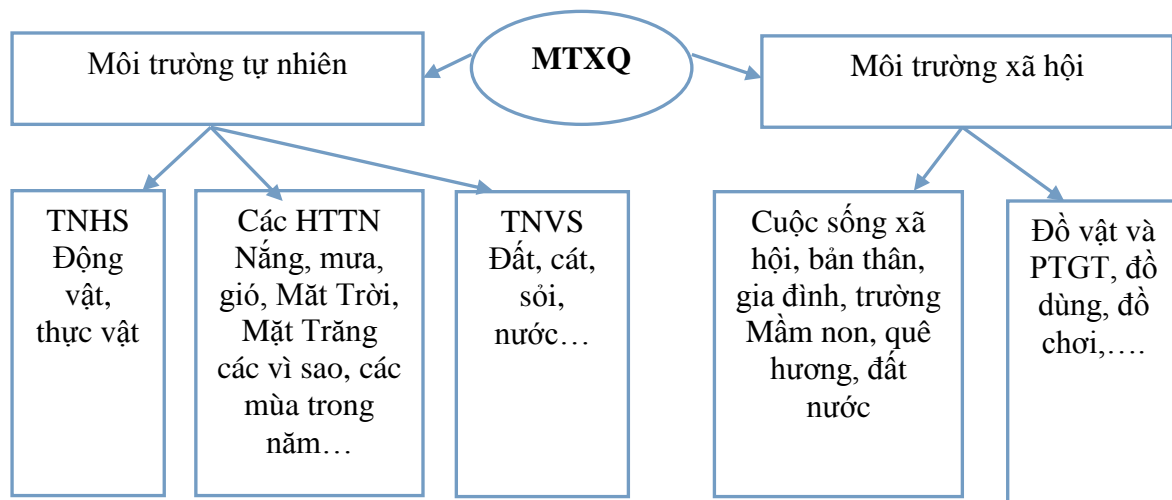 MTXQ
Môi trường tự nhiên
Môi trường xã hội
TNHS
Động
vật,
thực vật
Các HTTN
Nắng, mưa,
gió, Măt Trời,
Mặt Trăng
các vì sao, các
mùa trong
năm…
TNVS
Đất, cát,
sỏi,
nước…
Cuộc sống xã
hội, bản thân,
gia đình, trường
Mầm non, quê
hương, đất
nước
Đồ vật và
PTGT, đồ
dùng, đồ
chơi,….